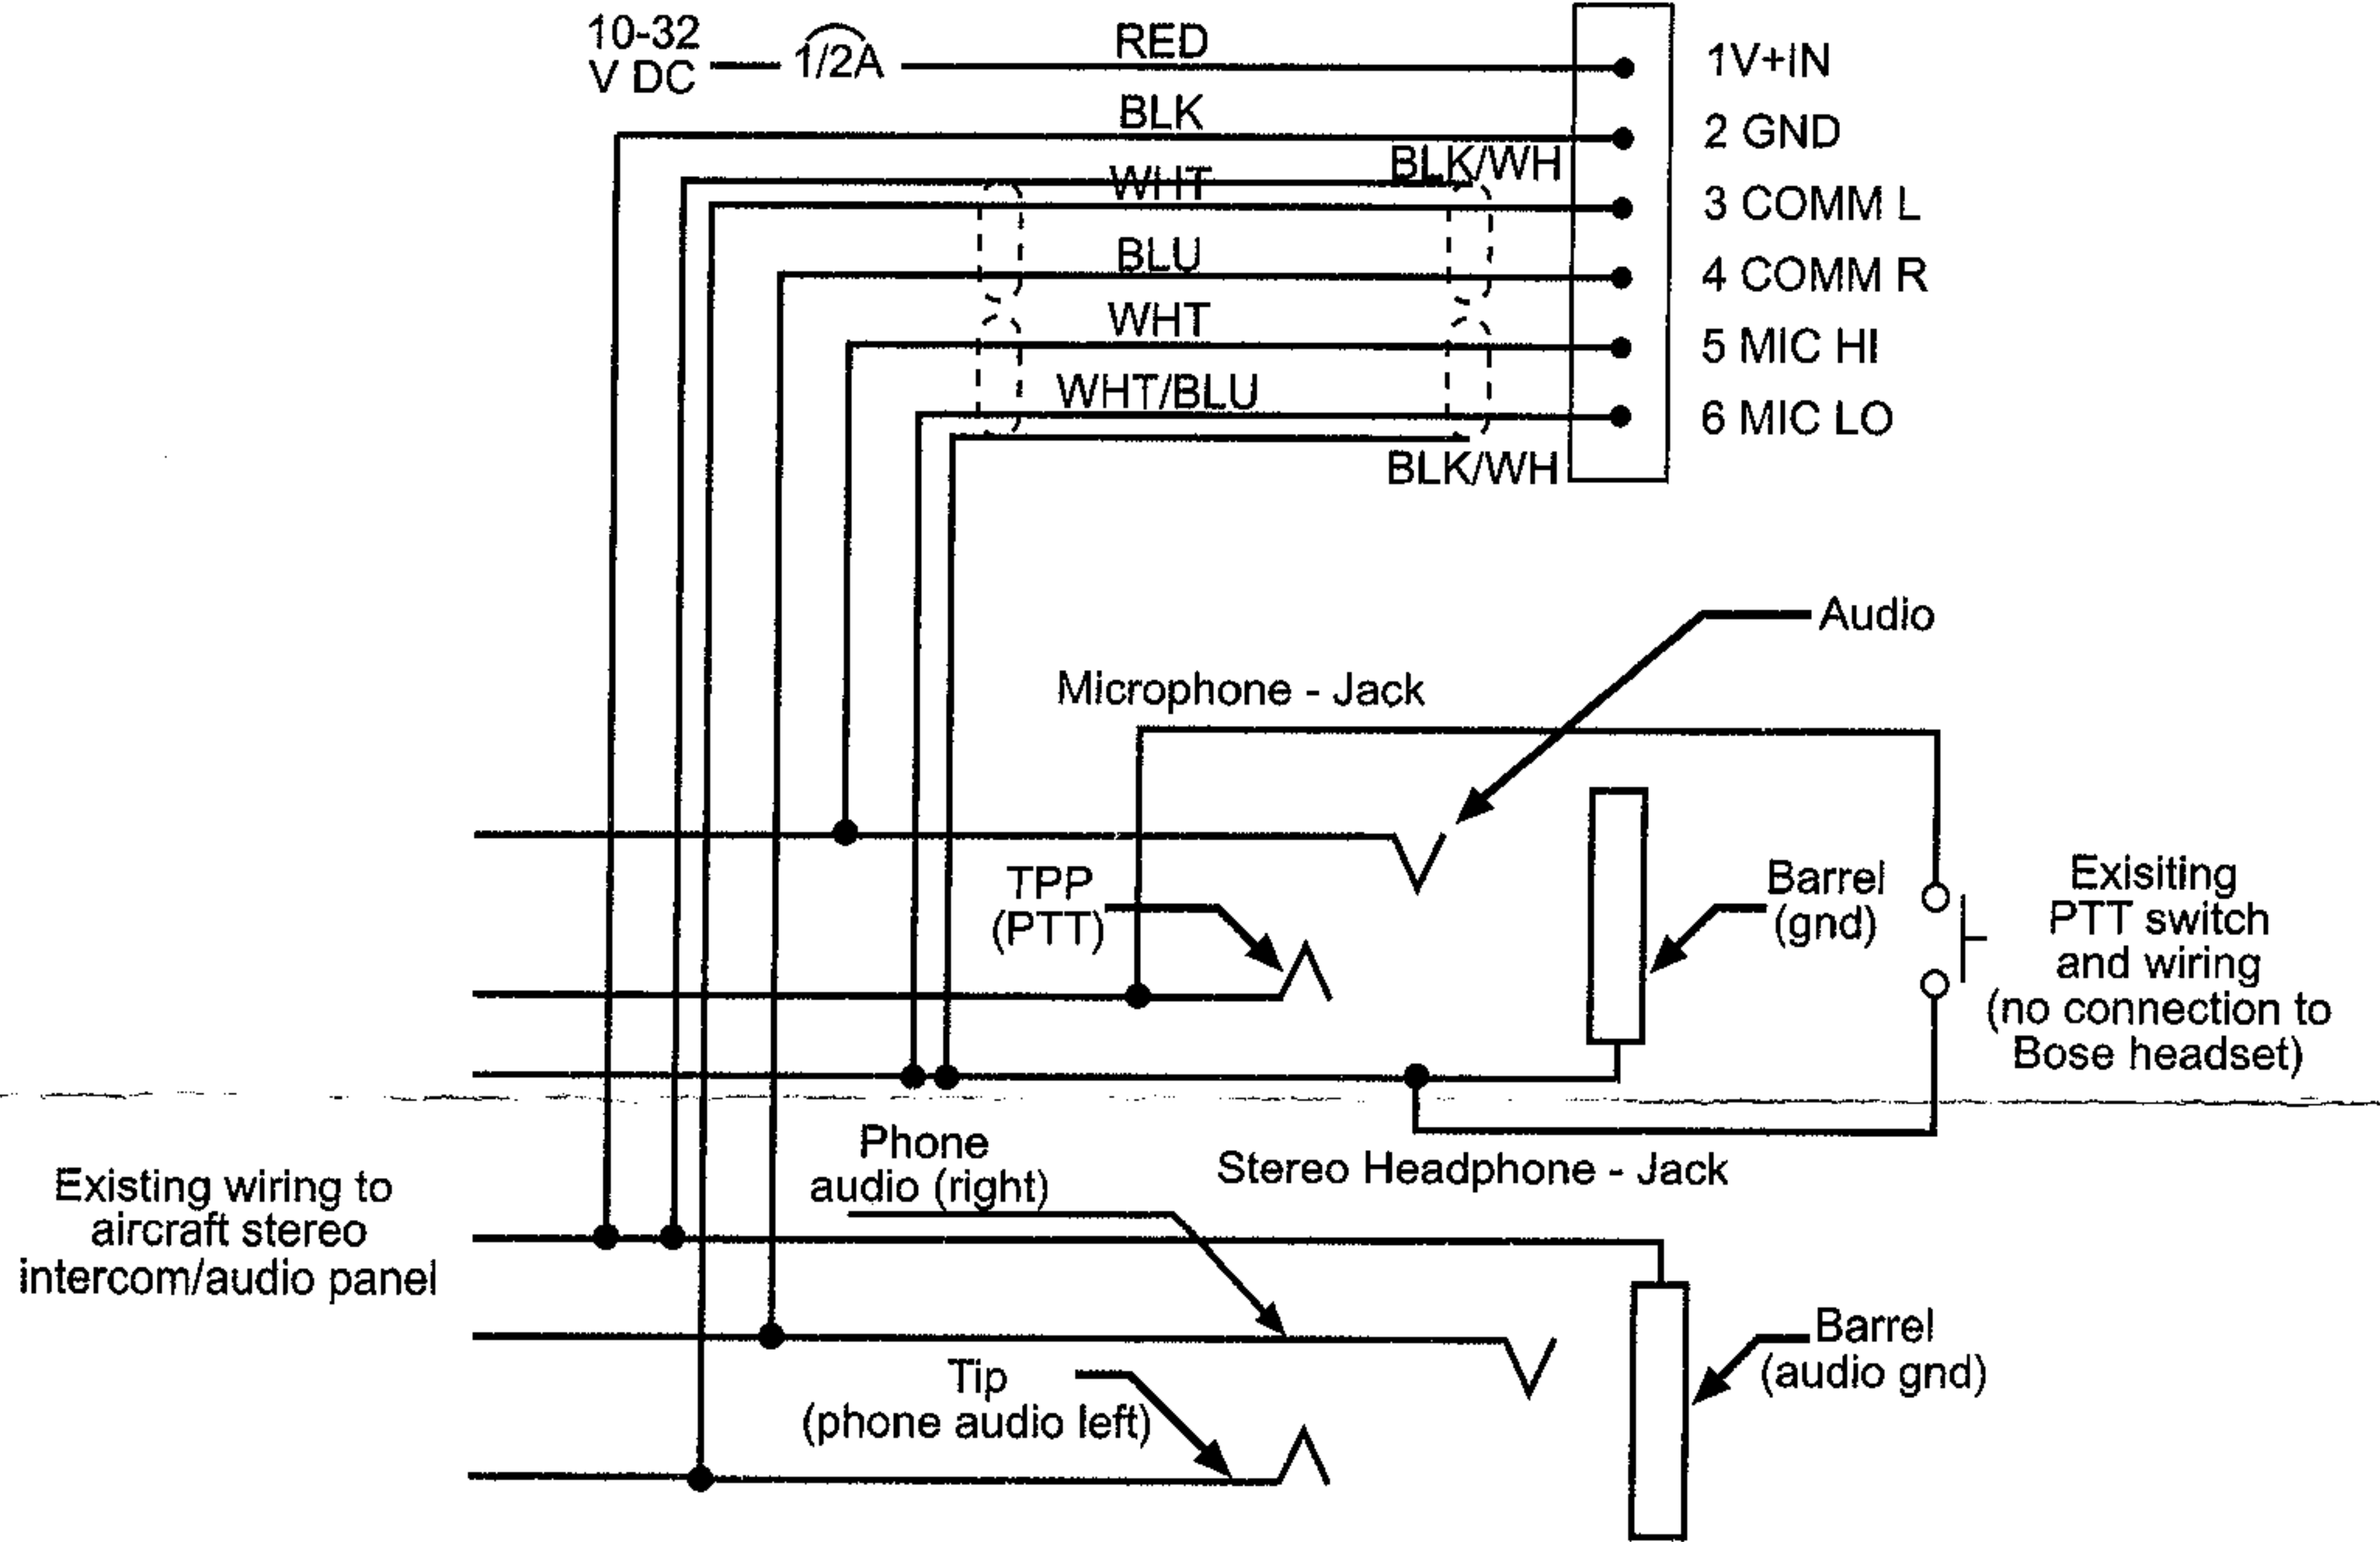 10-32
V DC
1/2A
RED
1V+IN
BLK
2 GND
BLK/WH
WHT
3 COMM L
BLU
4 COMM R
WHT
5 MIC HI
WHT/BLU
6 MIC LO
BLK/WH
Audio
Microphone - Jack
TPP
(PTT)
Barrel
(gnd)
Exisiting
PTT switch
and wiring
(no connection to
Bose headset)
Phone
audio (right)
Stereo Headphone - Jack
Existing wiring to
aircraft stereo
intercom/audio panel
Barrel
(audio gnd)
Tip
(phone audio left)